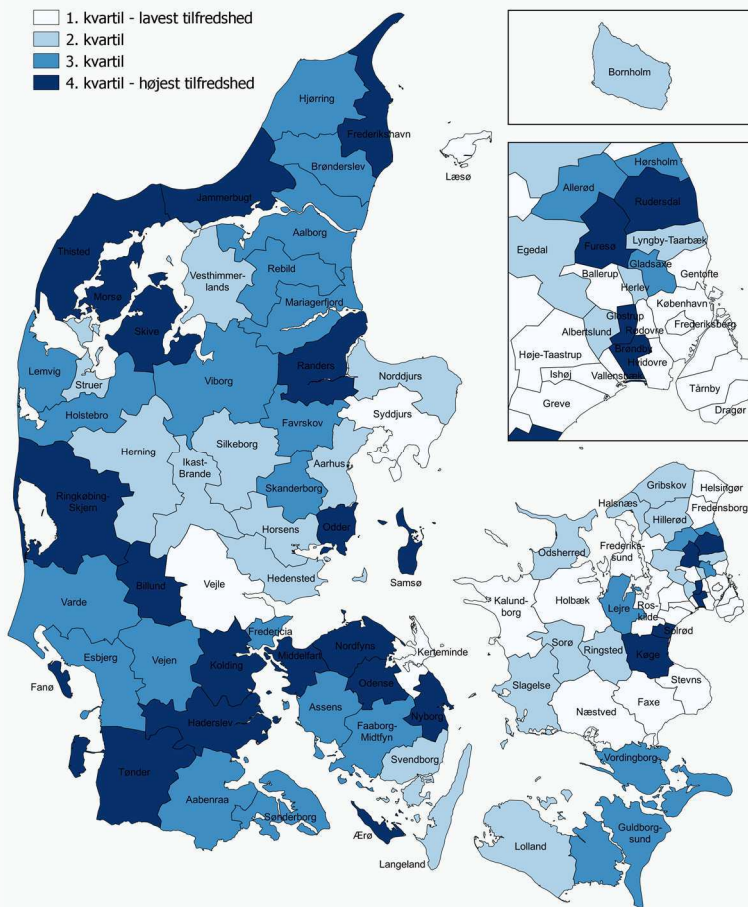 1. kvartil - lavest tilfredshed
2. kvartil
3. kvartil
4. kvartil - højest tilfredshed
Bornholm
Hjørring
Frederikshavn
Brønderslev
Læsø
Jammerbugt
Aalborg
Thisted
Vesthimmer-
lands
Rebild
Morsø
Mariagerfjord
Skive
Randers
Lemvig
Struer
Viborg
Norddjurs
Holstebro
Favrskov
Syddjurs
Silkeborg
Herning
Ikast-
Brande
Aarhus
Skanderborg
Ringkøbing-
Skjern
Odder
Horsens
Samsø
Hedensted
Billund
Vejle
Varde
Fredericia
Esbjerg
Vejen
Kolding
Middelfart
Nordfyns
Kerteminde
Fanø
Odense
Assens
Nyborg
Haderslev
Faaborg-
Midtfyn
Tønder
Svendborg
Aabenraa
Sønderborg
Ærø
Langeland
Hørsholm
Allerød
Rudersdal
Egedal
Furesø
Lyngby-Taarbæk
Gladsaxe
Ballerup
Gentofte
Herlev
København
Glostrup
Albertslund
Rødovre
Frederiksberg
Høje-Taastrup
Brøndby
Hvidovre
Ishøj
Vallensbæk
Tårnby
Greve
Dragør
Gribskov
Helsingør
Halsnæs
Fredensborg
Hillerød
Odsherred
Frederiks-
sund
Kalund-
borg
Holbæk
Lejre
Ros-
kilde
Solrød
Sorø
Ringsted
Køge
Slagelse
Stevns
Næstved
Faxe
Vordingborg
Guldborg-
sund
Lolland